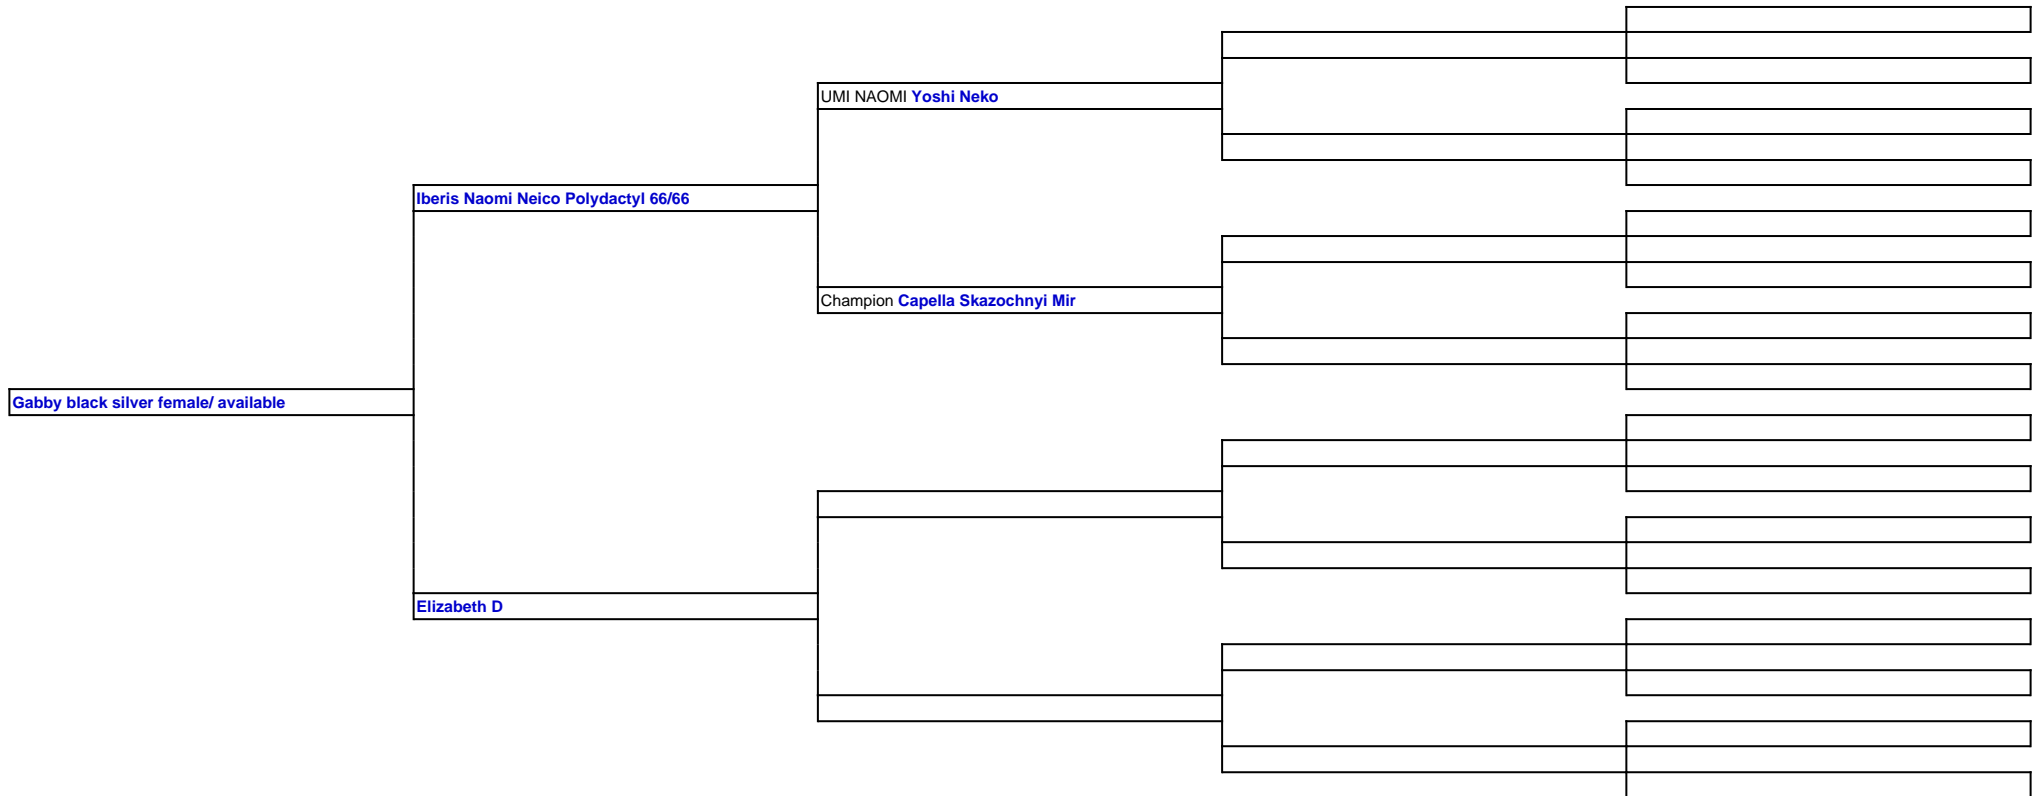 UMI NAOMI Yoshi Neko
Iberis Naomi Neico Polydactyl 66/66
Champion Capella Skazochnyi Mir
Gabby black silver female/ available
Elizabeth D